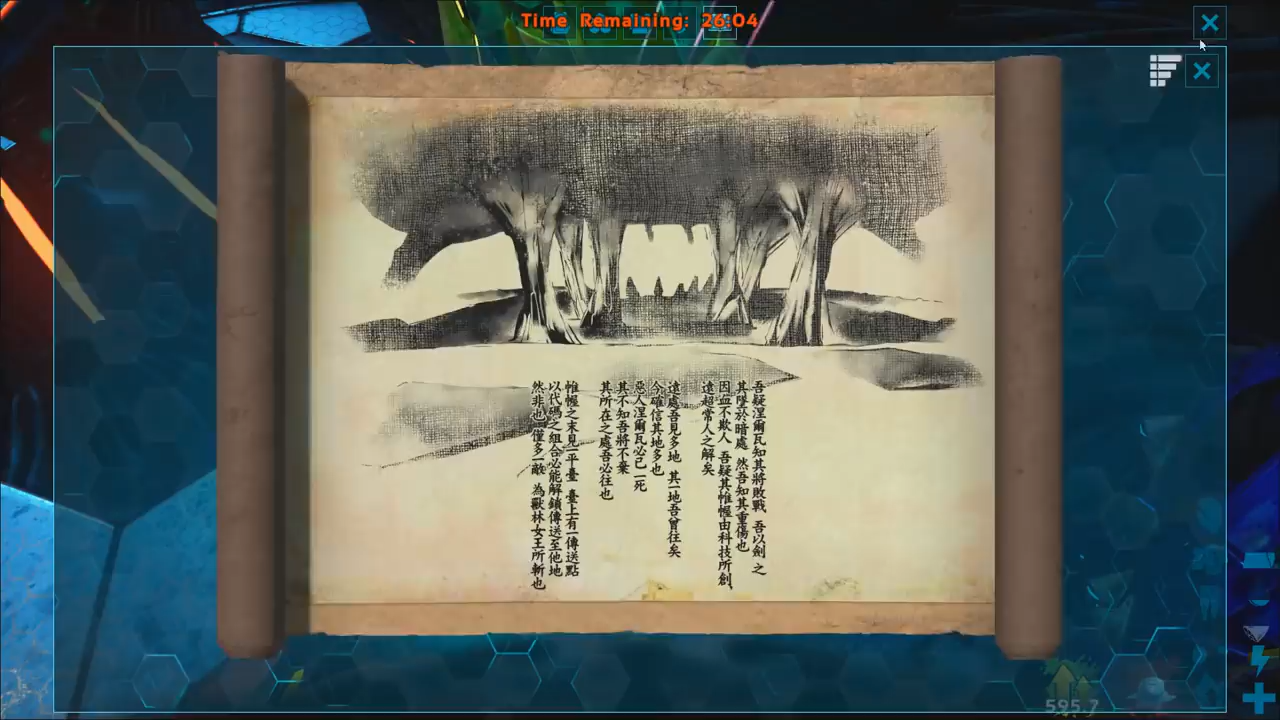 Time Remaining: 26:04
吾疑涅爾瓦知其將敗戰 吾以劍 之
其墜於暗處 然吾知其重傷也
因血不欺人 吾疑其帷幄由科技所創,
遠超常人之解矣
遠處吾見多地 其一地吾曾往矣
今確信其地多也
惡人涅爾瓦必已一死
其不知吾將不棄
其所在之處吾必往也
帷幄之末見一平臺 臺上有一傳送點
以代碼之組合必能解鎖傳送至他地
然非也 僅多一敵 為獸林女王所斬也
595.7